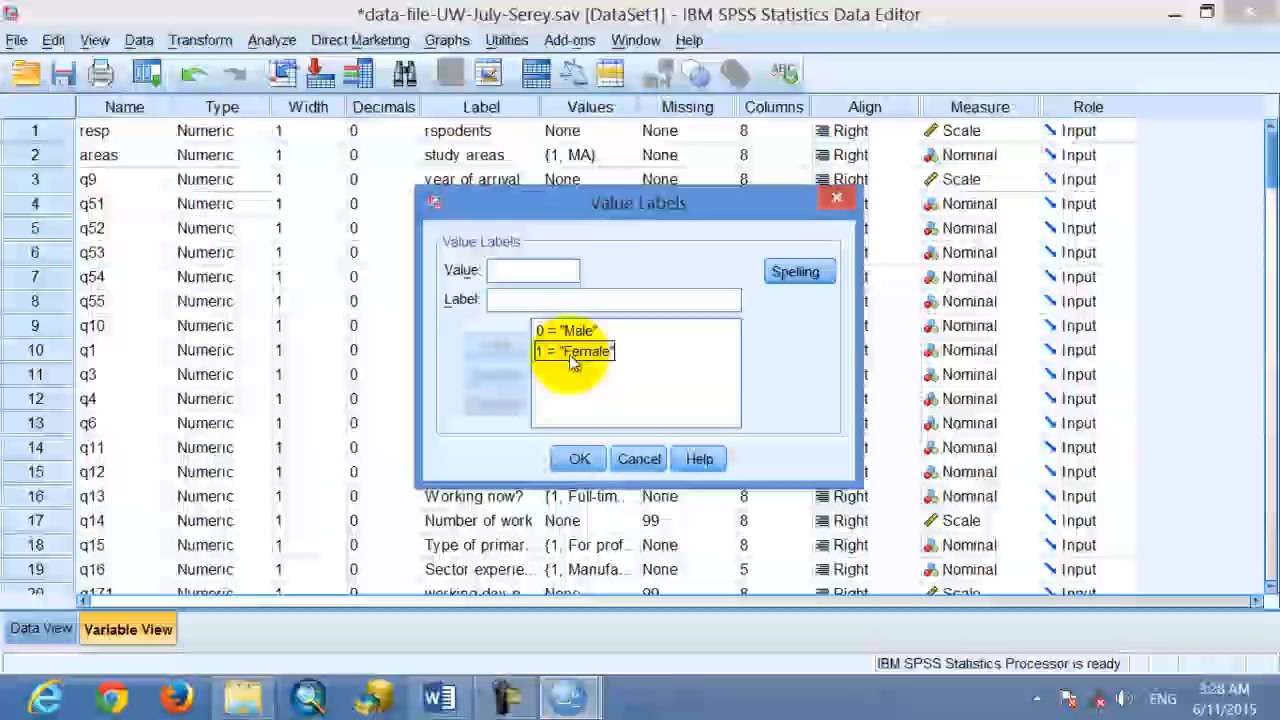 *data-file-UW-July-Serey.sav [DataSet1] - IBM SPSS Statistics Data Editor
File Edit View Data Transform Analyze Direct Marketing Graphs Utilities Add-ons Window Help
Name Type Width Decimals Label Values Missing Columns Align Measure Role
1 resp Numeric 1 0 rspodents None None 8 Right Scale Input
2 areas Numeric 1 0 study areas {1, MA} None 8 Right Nominal Input
3 q9 Numeric 1 0 year of arrival None None 8 Right Scale Input
4 q51 Numeric 1 0 Nominal Input
5 q52 Numeric 1 0 Nominal Input
6 q53 Numeric 1 0 Nominal Input
7 q54 Numeric 1 0 Nominal Input
8 q55 Numeric 1 0 Nominal Input
9 q10 Numeric 1 0 Nominal Input
10 q1 Numeric 1 0 Nominal Input
11 q3 Numeric 1 0 Nominal Input
12 q4 Numeric 1 0 Nominal Input
13 q6 Numeric 1 0 Nominal Input
14 q11 Numeric 1 0 Nominal Input
15 q12 Numeric 1 0 Nominal Input
16 q13 Numeric 1 0 Working now? {1, Full-tim... None 8 Right Nominal Input
17 q14 Numeric 1 0 Number of work None 99 8 Right Scale Input
18 q15 Numeric 1 0 Type of primar... {1, For prof... None 8 Right Nominal Input
19 q16 Numeric 1 0 Sector experie... {1, Manufa... None 5 Right Nominal Input
20 q171 Numeric 1 0 None 99 8 Right Scale Input
Value Labels
Value Labels
Value:
Spelling
Label:
0 = "Male"
1 = "Female"
OK Cancel Help
Data View Variable View
IBM SPSS Statistics Processor is ready
ENG
3:28 AM
6/11/2015